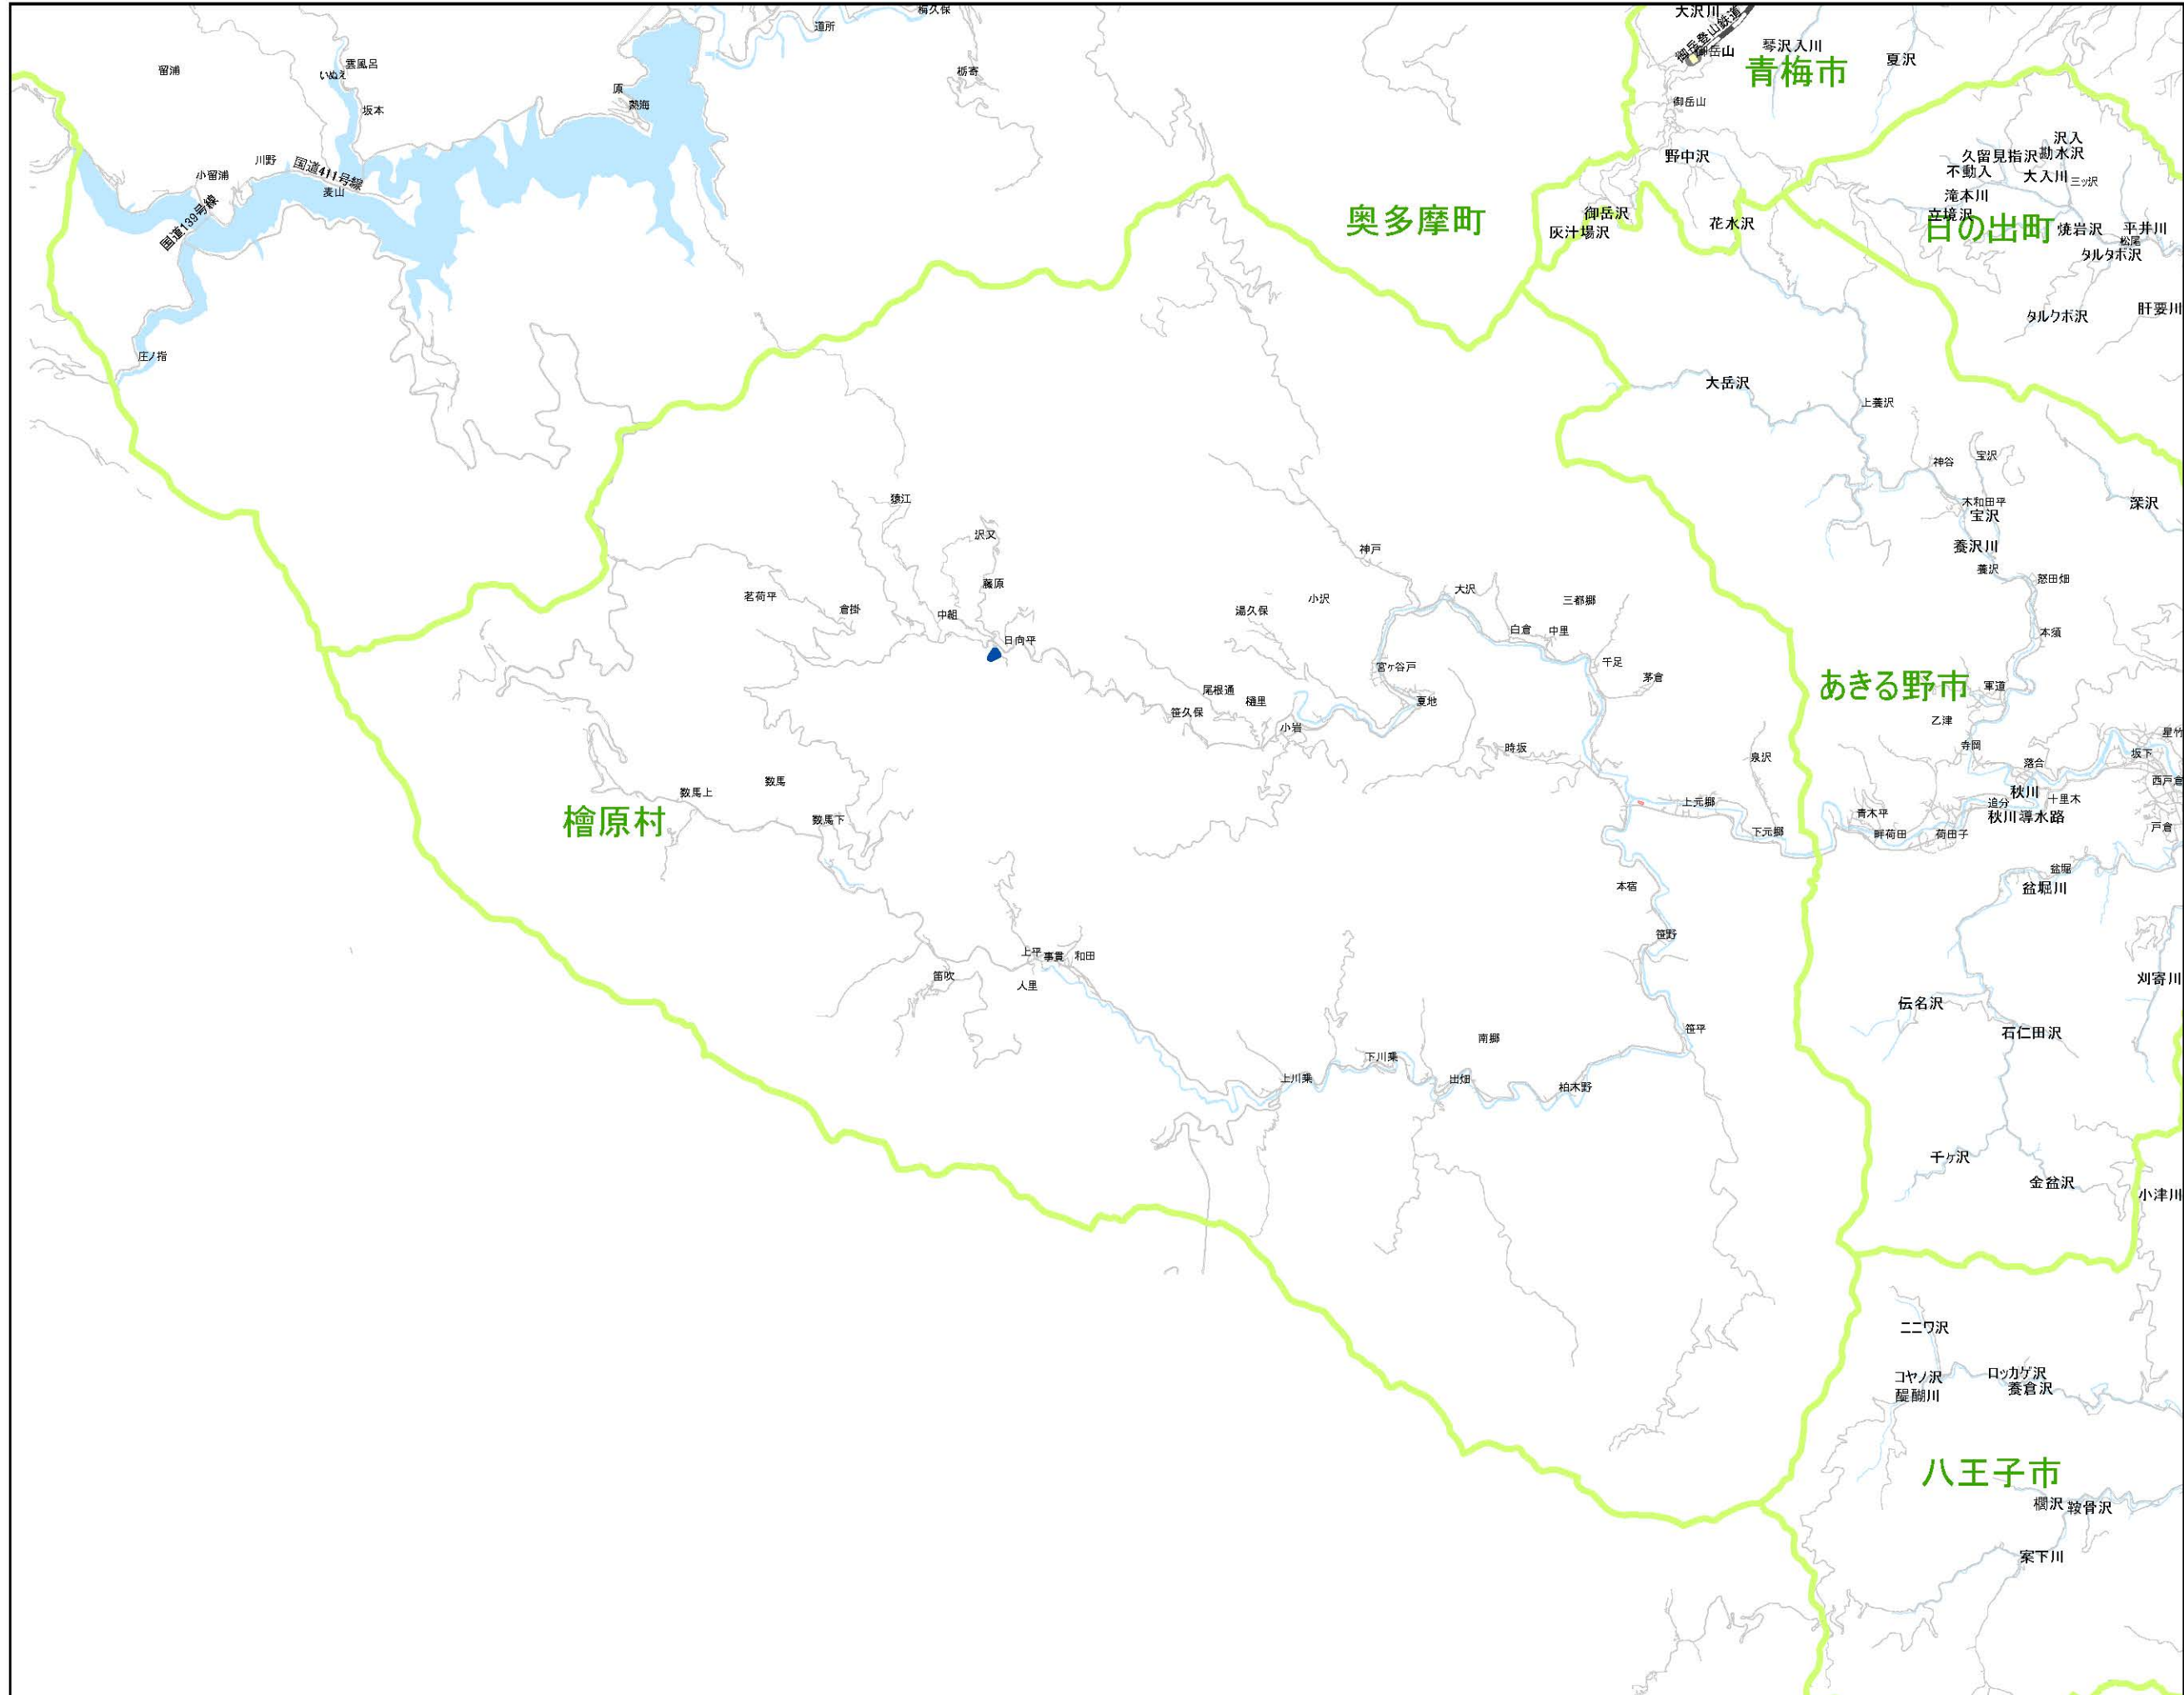 梅久保
大沢川
道所
御岳登山鉄道
琴沢入川
御岳山
夏沢
青梅市
留浦
雲風呂
いぬえ
栃寄
原
熱海
坂本
御岳山
沢入
久留見指沢
勘水沢
野中沢
川野
国道411号線
不動入
大入川
三ッ沢
小留浦
麦山
滝本川
国道139号線
奥多摩町
御岳沢
立境沢
花水沢
灰汁場沢
日の出町
焼岩沢
平井川
松尾
タルタボ沢
肝要川
タルクボ沢
庄ノ指
大岳沢
上養沢
神谷
宝沢
猿江
木和田平
深沢
宝沢
沢又
神戸
養沢川
養沢
怒田畑
藤原
茗荷平
大沢
小沢
三都郷
倉掛
湯久保
中組
白倉
中里
本須
日向平
千足
宮ヶ谷戸
茅倉
あきる野市
軍道
尾根通
樋里
夏地
笹久保
乙津
小岩
星竹
時坂
寺岡
坂下
泉沢
落合
数馬
西戸倉
数馬上
秋川
十里木
上元郷
追分
檜原村
数馬下
青木平
秋川導水路
戸倉
下元郷
畔荷田
荷田子
盆堀
本宿
盆堀川
笹野
上平
事貫
和田
笛吹
人里
刈寄川
伝名沢
笹平
石仁田沢
南郷
下川乗
上川乗
出畑
柏木野
千ヶ沢
金盆沢
小津川
ニニワ沢
コヤノ沢
ロッカゲ沢
醍醐川
養倉沢
八王子市
椚沢
鞍骨沢
案下川